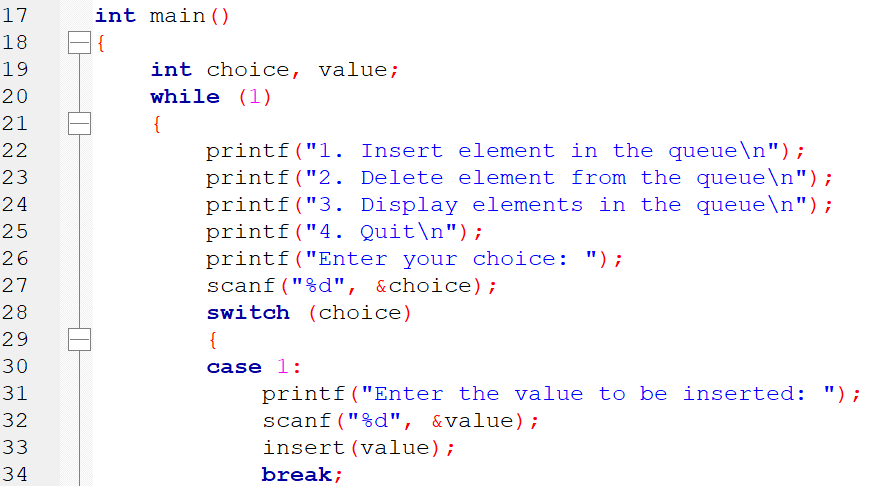 17 int main()
18 {
19 int choice, value;
20 while (1)
21 {
22 printf("1. Insert element in the queue\n");
23 printf("2. Delete element from the queue\n");
24 printf("3. Display elements in the queue\n");
25 printf("4. Quit\n");
26 printf("Enter your choice: ");
27 scanf("%d", &choice);
28 switch (choice)
29 {
30 case 1:
31 printf("Enter the value to be inserted: ");
32 scanf("%d", &value);
33 insert(value);
34 break;